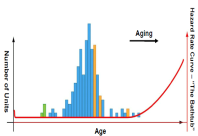 Number of Units
Aging
Hazard Rate Curve – "The Bathtub"
Age